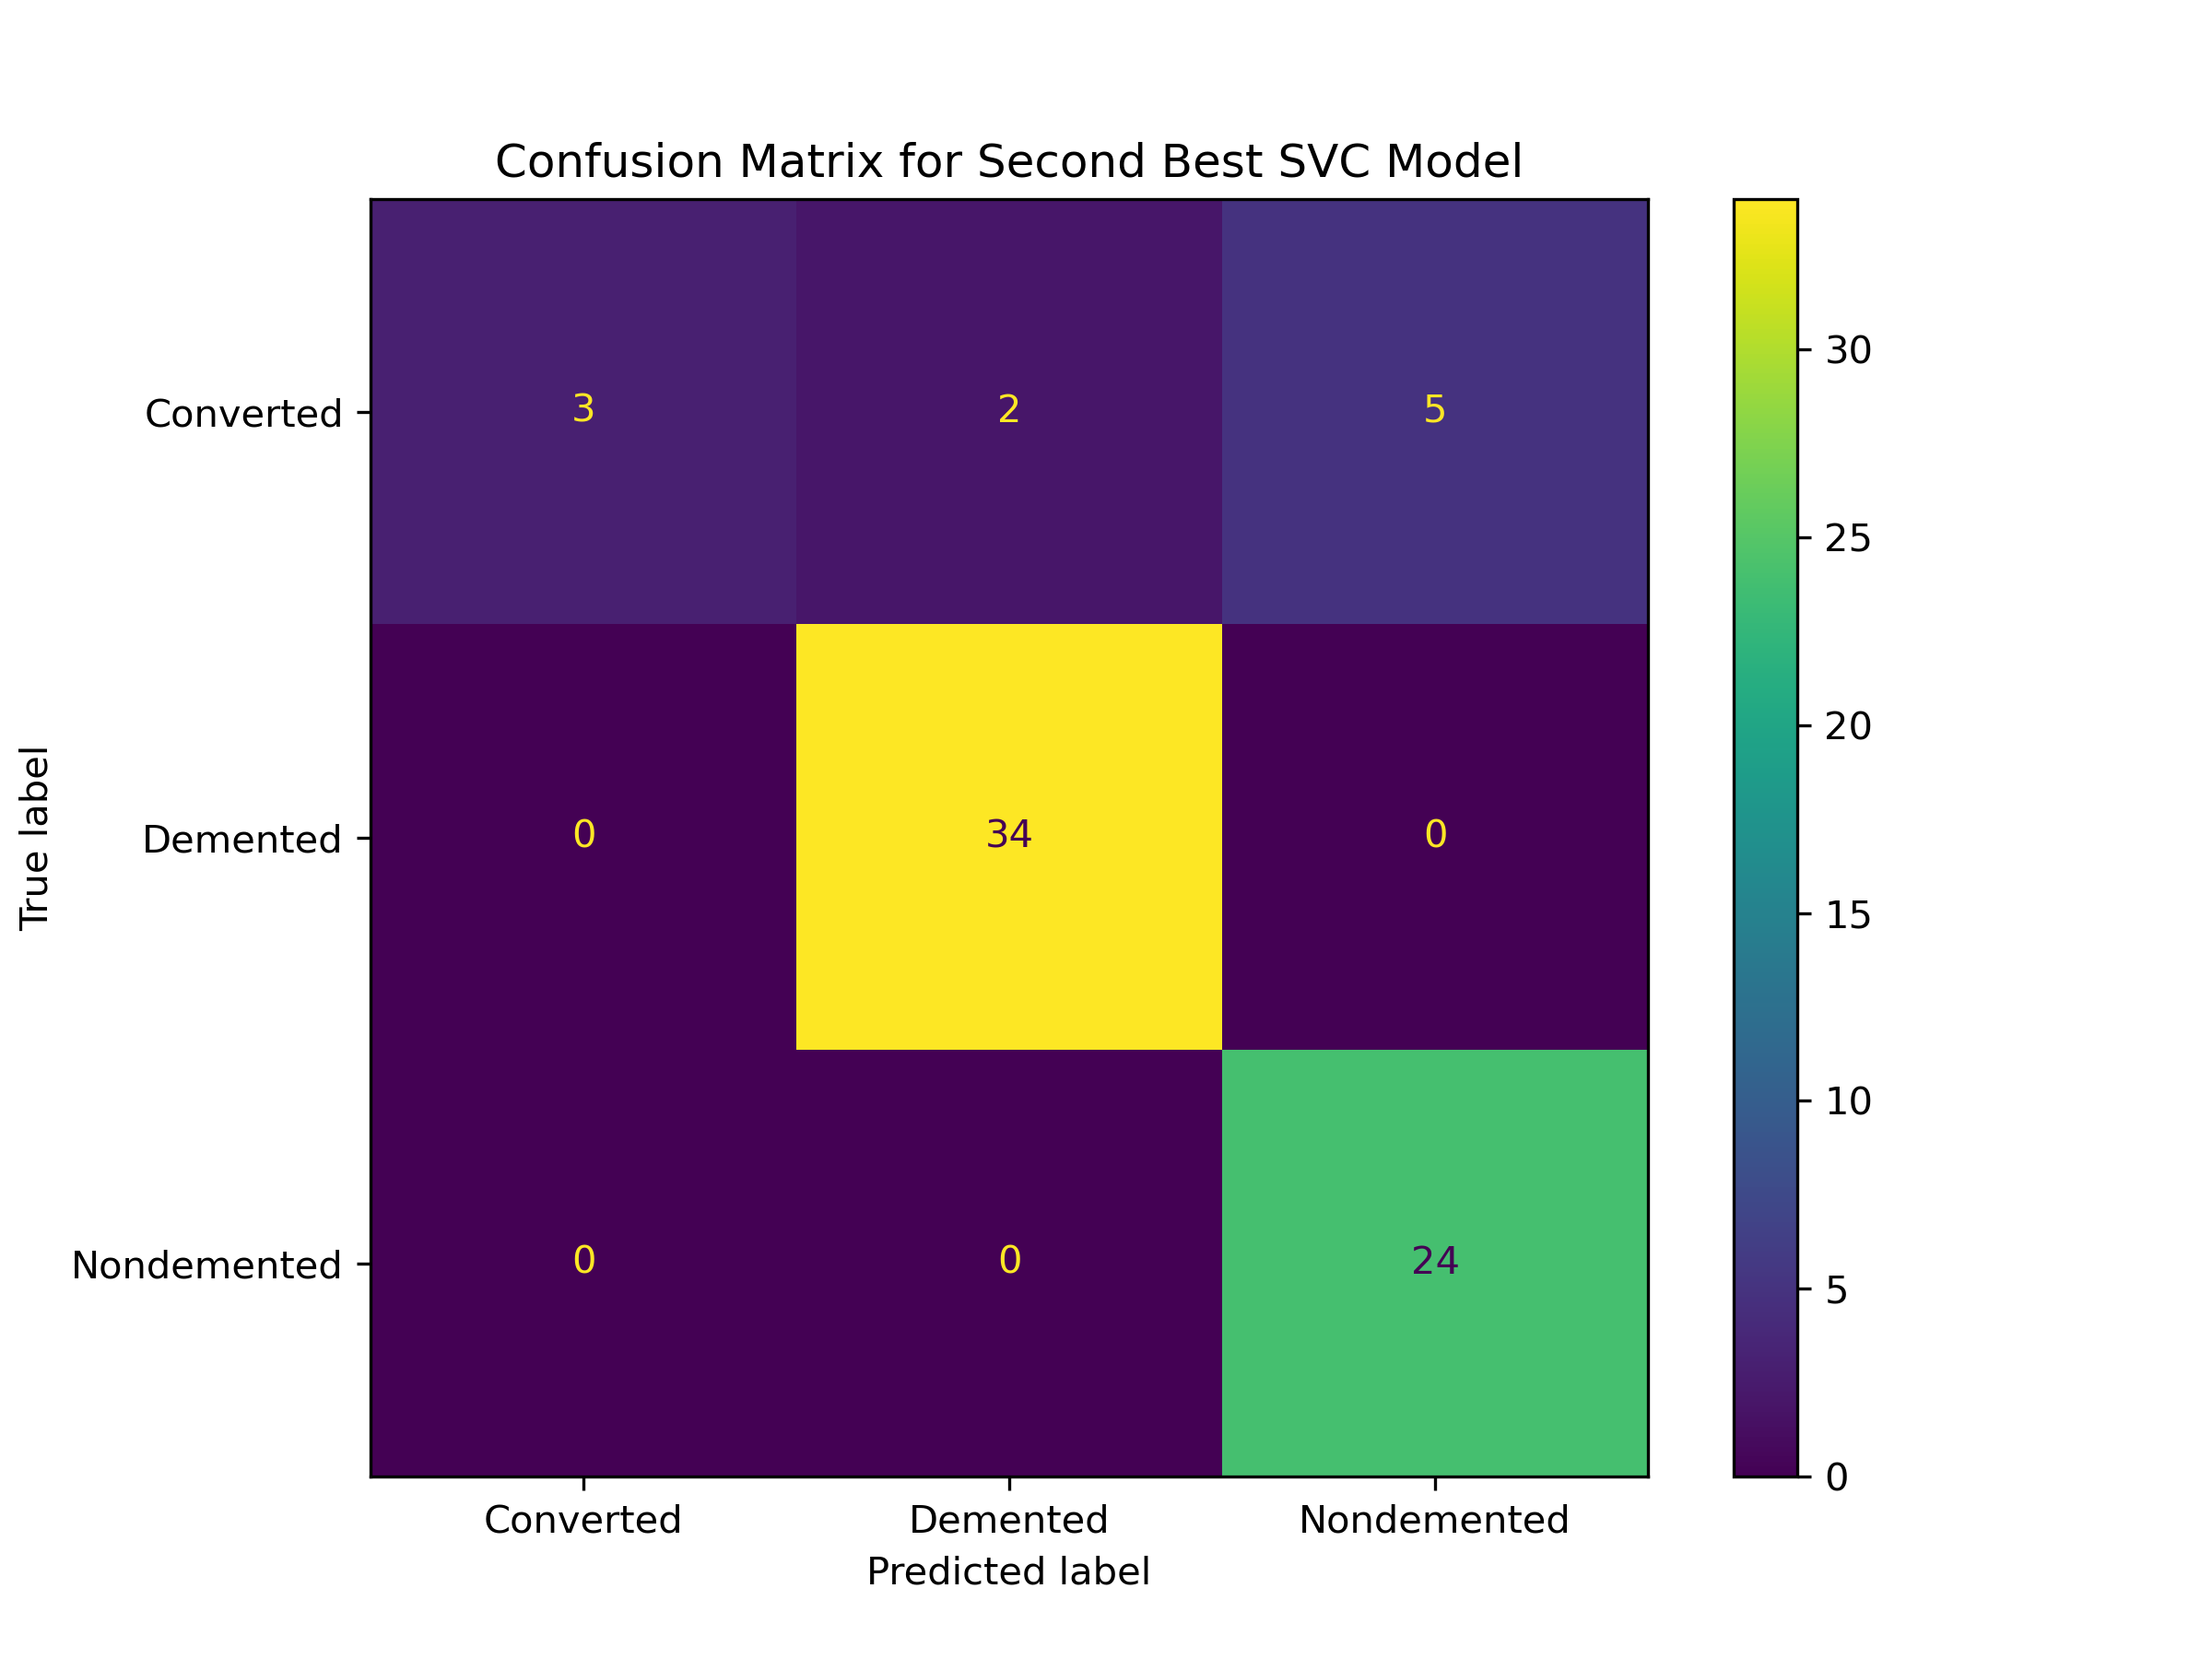 Confusion Matrix for Second Best SVC Model
True label
Converted
3 2 5
Demented
0 34 0
Nondemented
0 0 24
Converted Demented Nondemented
Predicted label
30
25
20
15
10
5
0